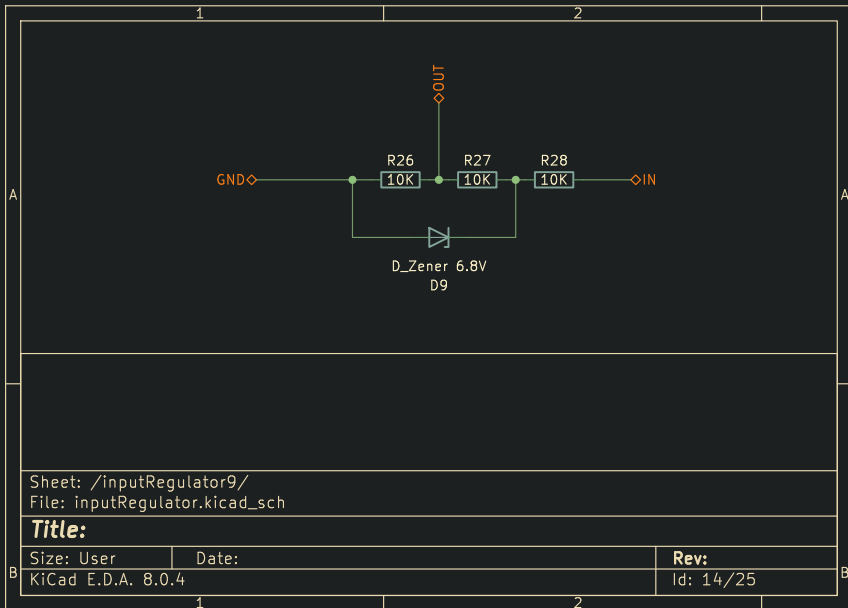 1 2
OUT
R26 R27 R28
GND 10K 10K 10K IN
A A
D_Zener 6.8V
D9
Sheet: /inputRegulator9/
File: inputRegulator.kicad_sch
Title:
Size: User Date: Rev:
B B
KiCad E.D.A. 8.0.4 Id: 14/25
1 2